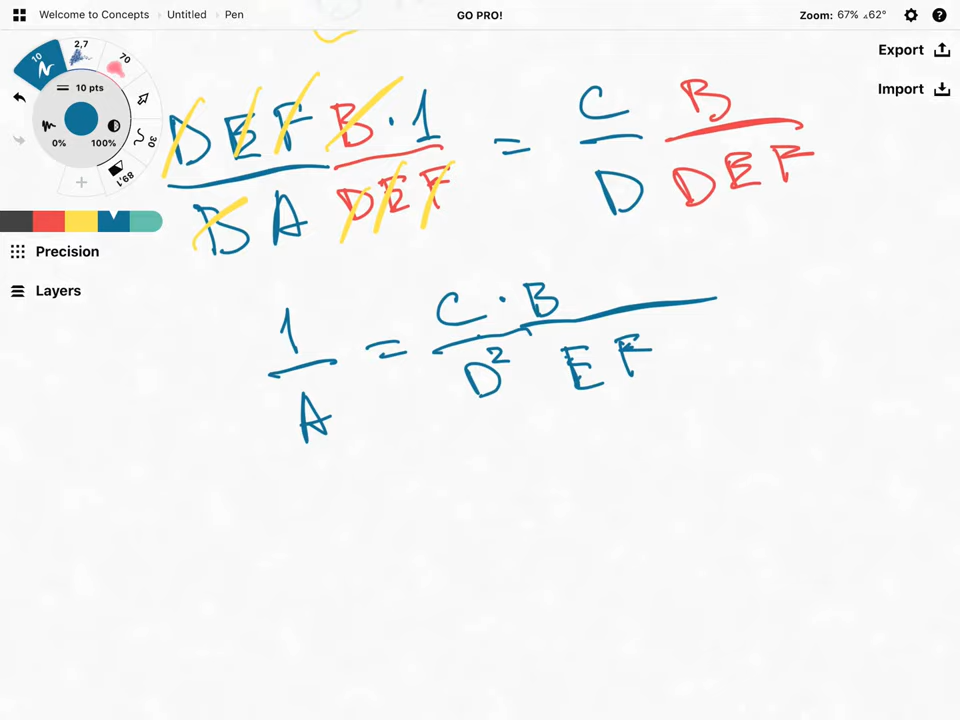 Welcome to Concepts › Untitled › Pen
GO PRO!
Zoom: 67% ⊿62°
Export
Import
10
2,7
70
10 pts
0%
100%
30
89,1
Precision
Layers
DEF B · 1 = C B
BA DEF D DEF
1 = C · B
A D² EF